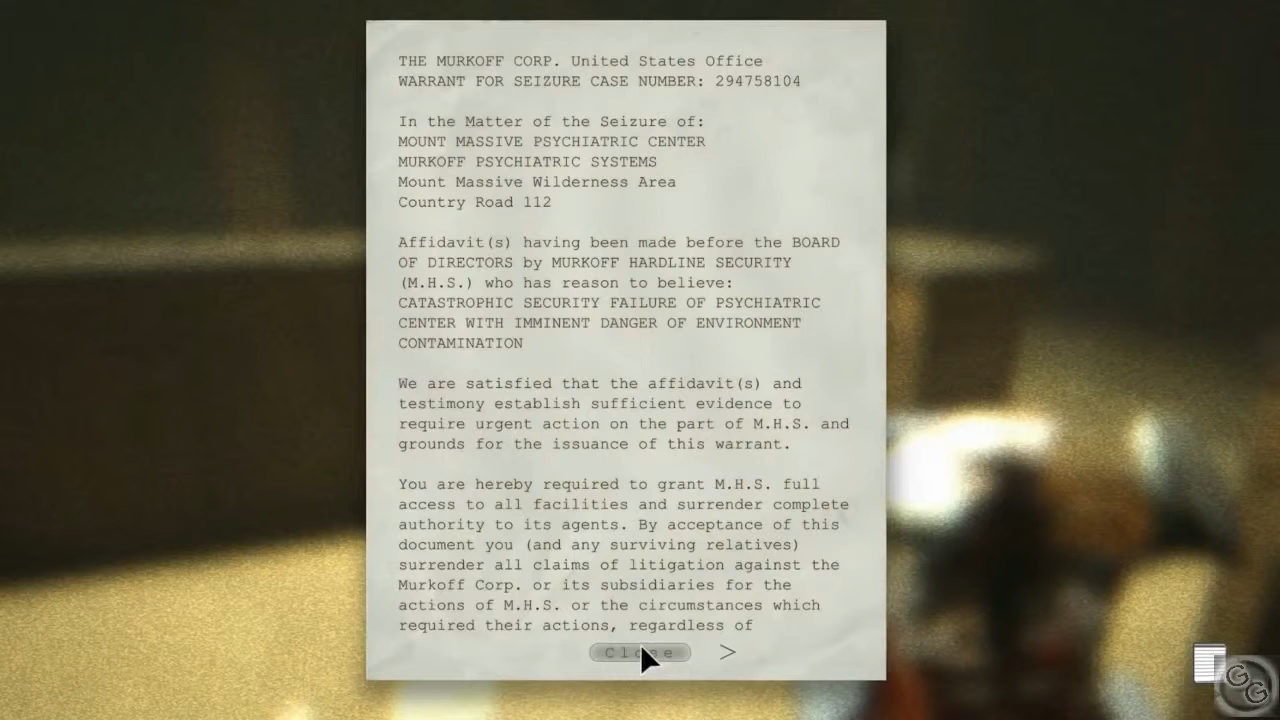 THE MURKOFF CORP. United States Office
WARRANT FOR SEIZURE CASE NUMBER: 294758104
In the Matter of the Seizure of:
MOUNT MASSIVE PSYCHIATRIC CENTER
MURKOFF PSYCHIATRIC SYSTEMS
Mount Massive Wilderness Area
Country Road 112
Affidavit(s) having been made before the BOARD
OF DIRECTORS by MURKOFF HARDLINE SECURITY
(M.H.S.) who has reason to believe:
CATASTROPHIC SECURITY FAILURE OF PSYCHIATRIC
CENTER WITH IMMINENT DANGER OF ENVIRONMENT
CONTAMINATION
We are satisfied that the affidavit(s) and
testimony establish sufficient evidence to
require urgent action on the part of M.H.S. and
grounds for the issuance of this warrant.
You are hereby required to grant M.H.S. full
access to all facilities and surrender complete
authority to its agents. By acceptance of this
document you (and any surviving relatives)
surrender all claims of litigation against the
Murkoff Corp. or its subsidiaries for the
actions of M.H.S. or the circumstances which
required their actions, regardless of
Close >
GG